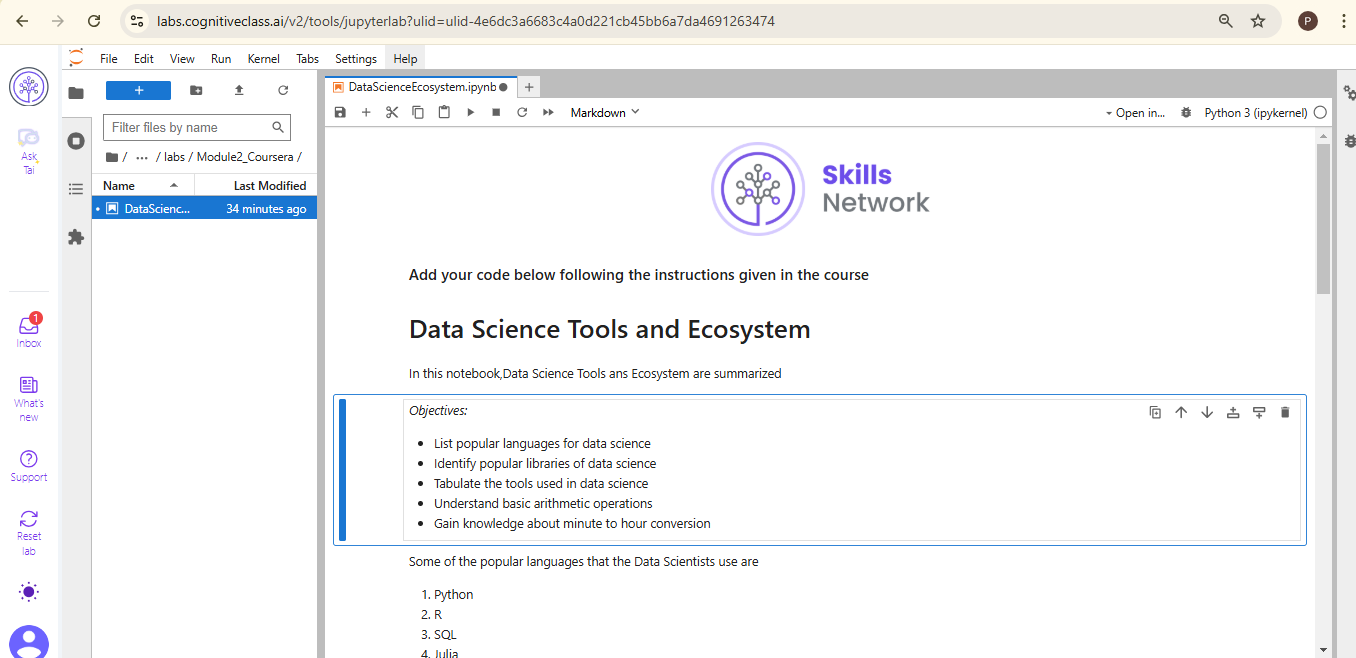 labs.cognitiveclass.ai/v2/tools/jupyterlab?ulid=ulid-4e6dc3a6683c4a0d221cb45bb6a7da4691263474
P
File Edit View Run Kernel Tabs Settings Help
DataScienceEcosystem.ipynb
Markdown
Open in...
Python 3 (ipykernel)
Ask
Tai
1
Inbox
What's
new
Support
Reset
lab
Filter files by name
/ ... / labs / Module2_Coursera /
Name Last Modified
DataScienc... 34 minutes ago
Skills
Network
Add your code below following the instructions given in the course
Data Science Tools and Ecosystem
In this notebook,Data Science Tools ans Ecosystem are summarized
Objectives:
• List popular languages for data science
• Identify popular libraries of data science
• Tabulate the tools used in data science
• Understand basic arithmetic operations
• Gain knowledge about minute to hour conversion
Some of the popular languages that the Data Scientists use are
1. Python
2. R
3. SQL
4. Julia